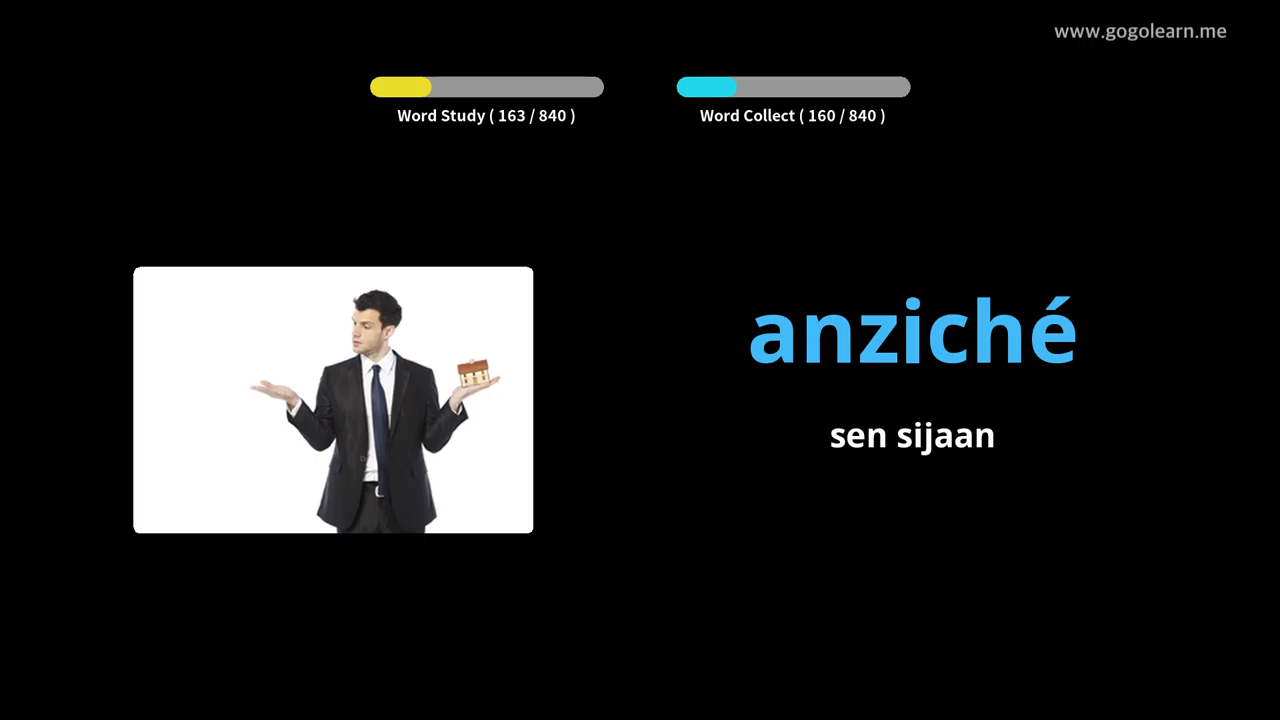 www.gogolearn.me
Word Study ( 163 / 840 )
Word Collect ( 160 / 840 )
anziché
sen sijaan